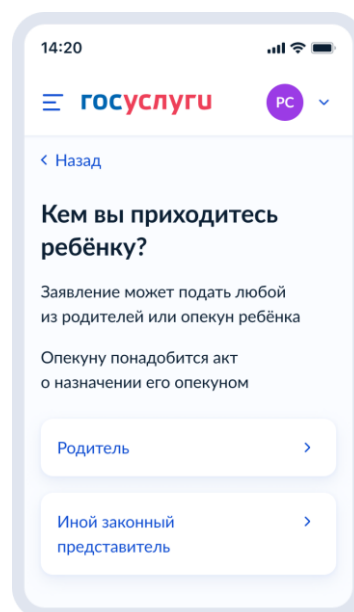 14:20
госуслуги
РС
Назад
Кем вы приходитесь
ребёнку?
Заявление может подать любой
из родителей или опекун ребёнка
Опекуну понадобится акт
о назначении его опекуном
Родитель
Иной законный
представитель